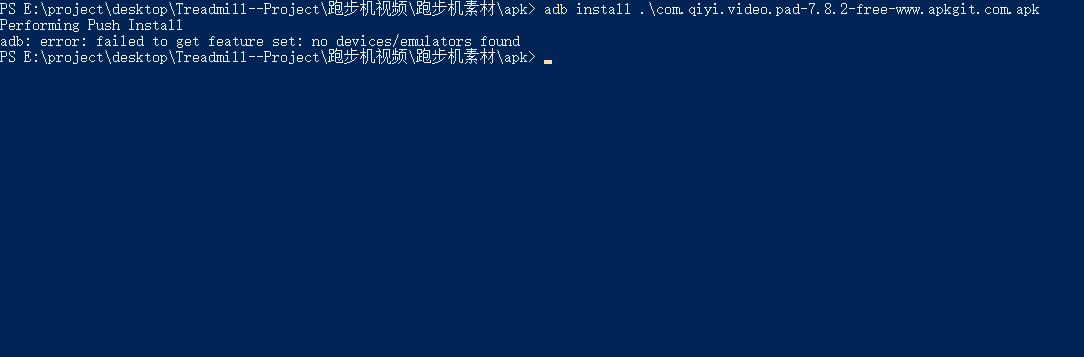 PS E:\project\desktop\Treadmill--Project\跑步机视频\跑步机素材\apk> adb install .\com.qiyi.video.pad-7.8.2-free-www.apkgit.com.apk
Performing Push Install
adb: error: failed to get feature set: no devices/emulators found
PS E:\project\desktop\Treadmill--Project\跑步机视频\跑步机素材\apk>